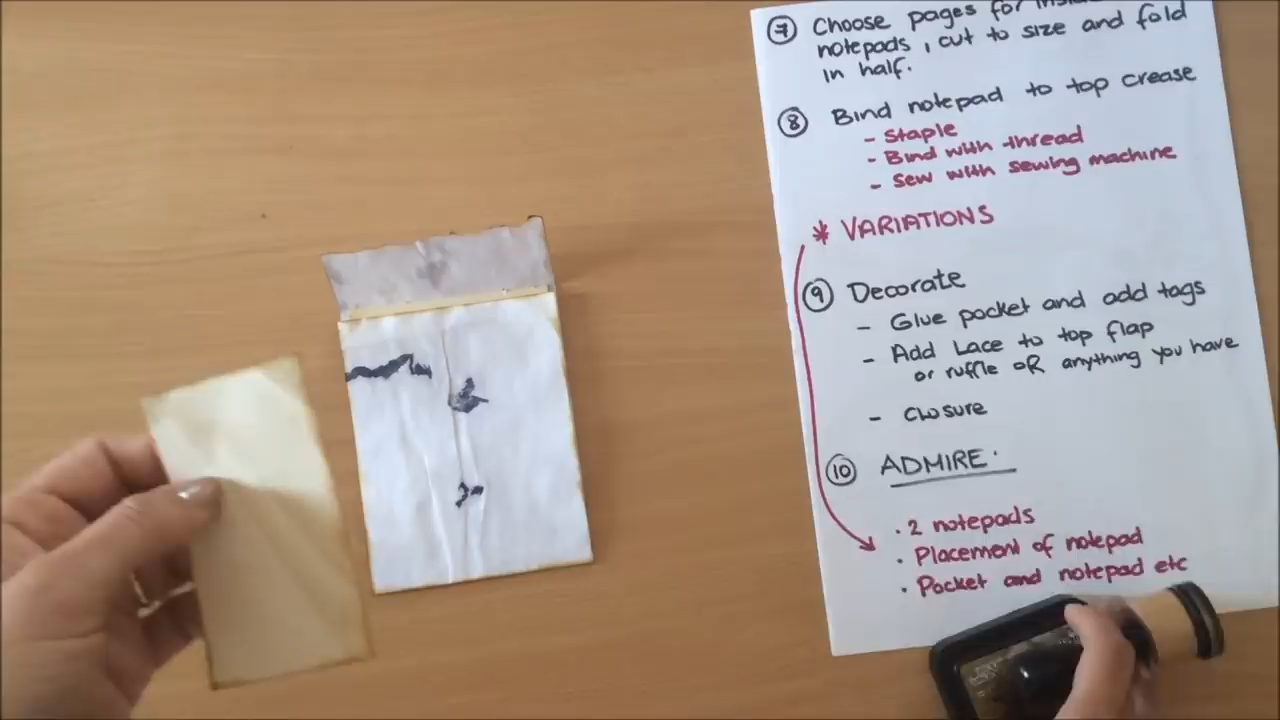 7 Choose pages for
notepads, cut to size and fold
in half.
8 Bind notepad to top crease
- Staple
- Bind with thread
- Sew with sewing machine
* VARIATIONS
9 Decorate
- Glue pocket and add tags
- Add Lace to top flap
or ruffle OR anything you have
- Closure
10 ADMIRE.
. 2 notepads
. Placement of notepad
. Pocket and notepad etc